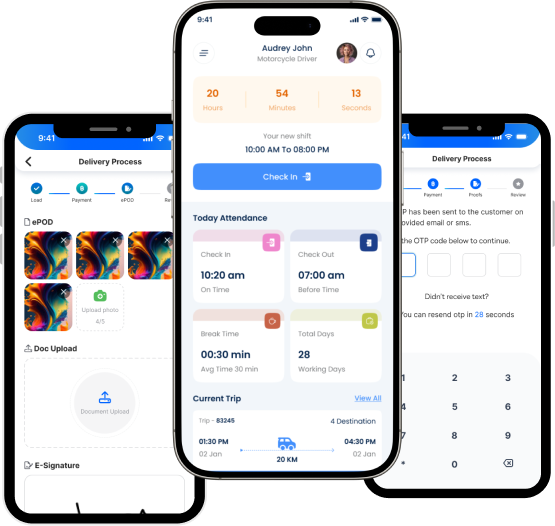 9:41
Audrey John
Motorcycle Driver
20
54
13
Hours
Minutes
Seconds
Your new shift
10:00 AM To 08:00 PM
Check In
Today Attendance
Check In
10:20 am
On Time
Check Out
07:00 am
Before Time
Break Time
00:30 min
Avg Time 30 min
Total Days
28
Working Days
Current Trip
View All
Trip - 83245
4 Destination
01:30 PM
04:30 PM
02 Jan
20 KM
02 Jan
9:41
Delivery Process
Load
Payment
ePOD
Re
ePOD
Upload photo
4/5
Doc Upload
Document Upload
E-Signature
41
Delivery Process
Payment
Proofs
Review
P has been sent to the customer on
ovided email or sms.
the OTP code below to continue.
Didn't receive text?
You can resend otp in 28 seconds
1
2
3
4
5
6
7
8
9
*
0